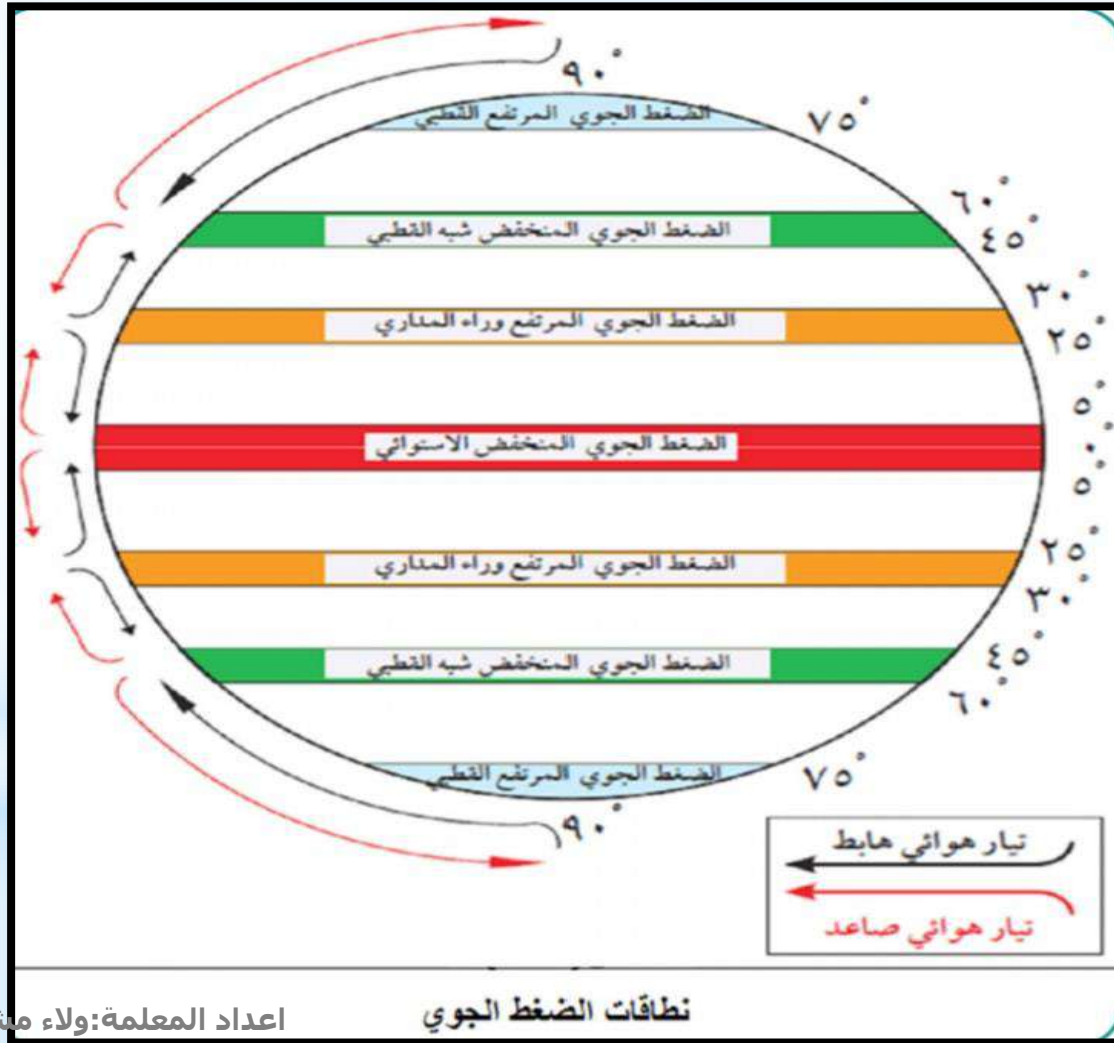 ٩٠°
الضغط الجوي المرتفع القطبي
٧٥°
٦٠°
الضغط الجوي المنخفض شبه القطبي
٤٥°
٣٠°
الضغط الجوي المرتفع وراء المداري
٢٥°
٥°
الضغط الجوي المنخفض الاستوائي
٠°
٥°
٢٥°
الضغط الجوي المرتفع وراء المداري
٣٠°
٤٥°
الضغط الجوي المنخفض شبه القطبي
٦٠°
الضغط الجوي المرتفع القطبي
٧٥°
٩٠°
تيار هوائي هابط
تيار هوائي صاعد
نطاقات الضغط الجوي
اعداد المعلمة:ولاء